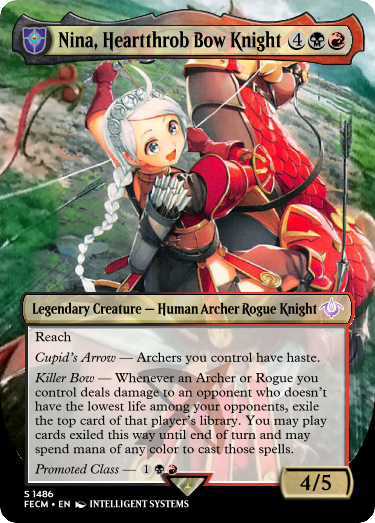 Nina, Heartthrob Bow Knight 4
Legendary Creature — Human Archer Rogue Knight
Reach
Cupid's Arrow — Archers you control have haste.
Killer Bow — Whenever an Archer or Rogue you
control deals damage to an opponent who doesn't
have the lowest life among your opponents, exile
the top card of that player's library. You may play
cards exiled this way until end of turn and may
spend mana of any color to cast those spells.
Promoted Class — 1
4/5
S 1486
FECM • EN INTELLIGENT SYSTEMS